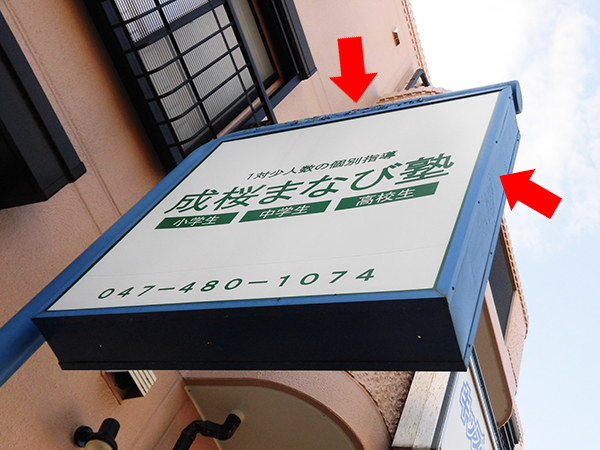 1対少人数の個別指導
成桜まなび塾
小学生 中学生 高校生
047-480-1074